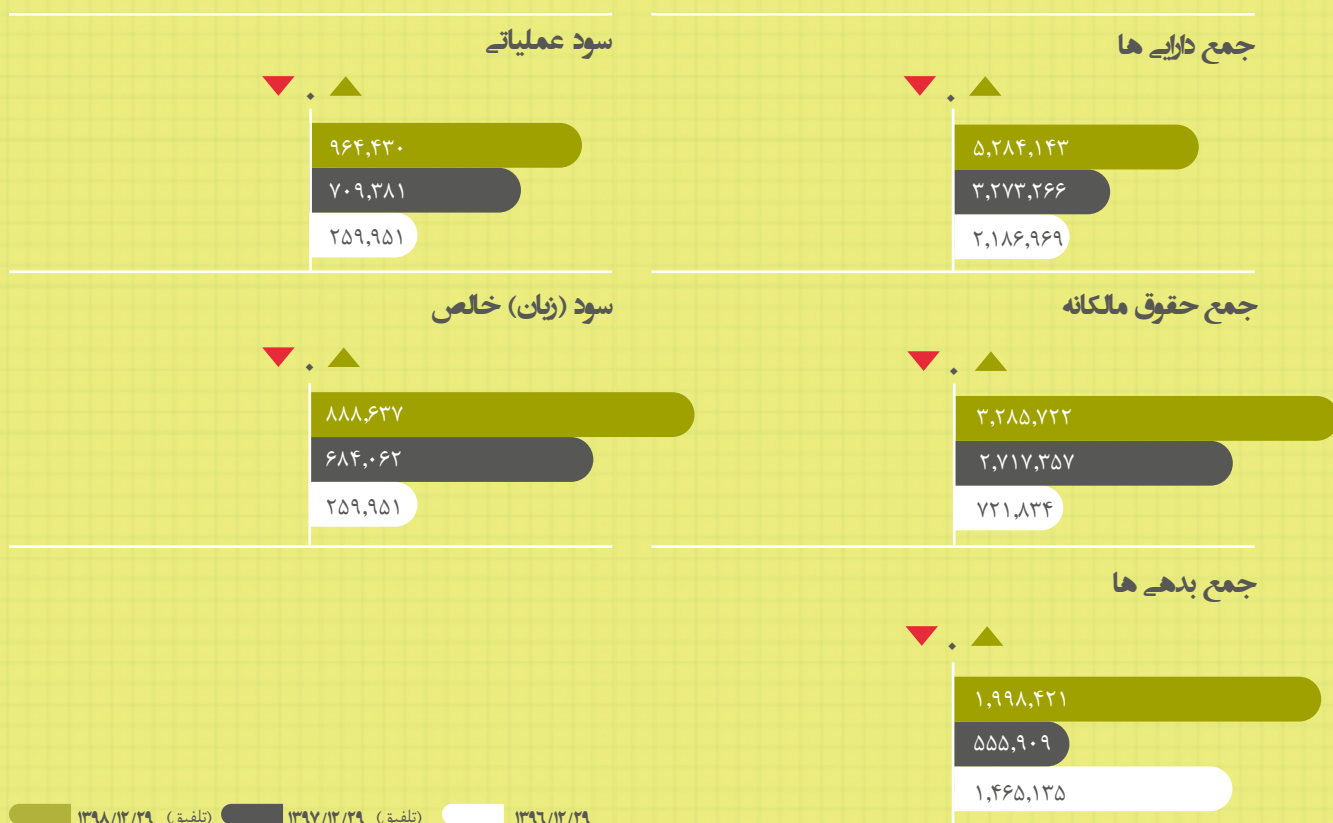 جمع دارایی ها
۵,۲۸۴,۱۴۳
۳,۲۷۳,۲۶۶
۲,۱۸۶,۹۶۹
سود عملیاتی
۹۶۴,۴۳۰
۷۰۹,۳۸۱
۲۵۹,۹۵۱
جمع حقوق مالکانه
۳,۲۸۵,۷۲۲
۲,۷۱۷,۳۵۷
۷۲۱,۸۳۴
سود (زیان) خالص
۸۸۸,۶۳۷
۶۸۴,۰۶۲
۲۵۹,۹۵۱
جمع بدهی ها
۱,۹۹۸,۴۲۱
۵۵۵,۹۰۹
۱,۴۶۵,۱۳۵
۱۳۹۶/۱۲/۲۹ (تلفیق) ۱۳۹۷/۱۲/۲۹ (تلفیق) ۱۳۹۸/۱۲/۲۹